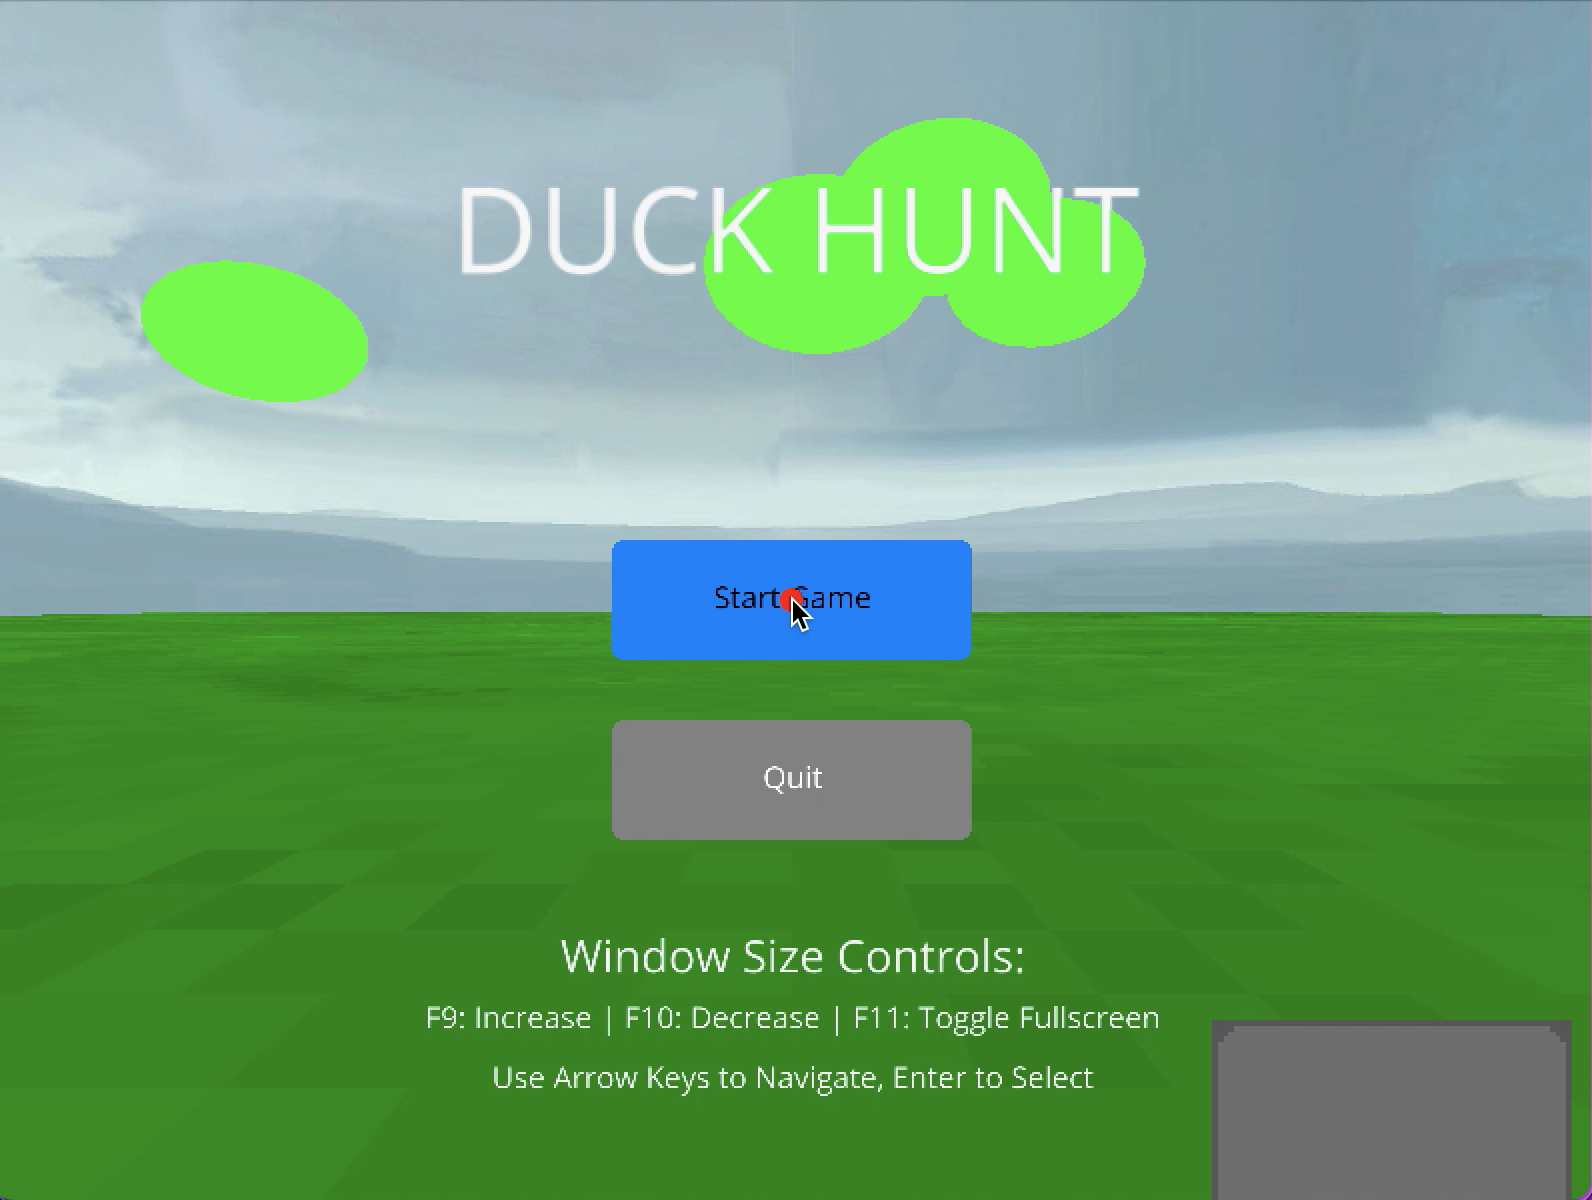 DUCK HUNT
Start Game
Quit
Window Size Controls:
F9: Increase | F10: Decrease | F11: Toggle Fullscreen
Use Arrow Keys to Navigate, Enter to Select